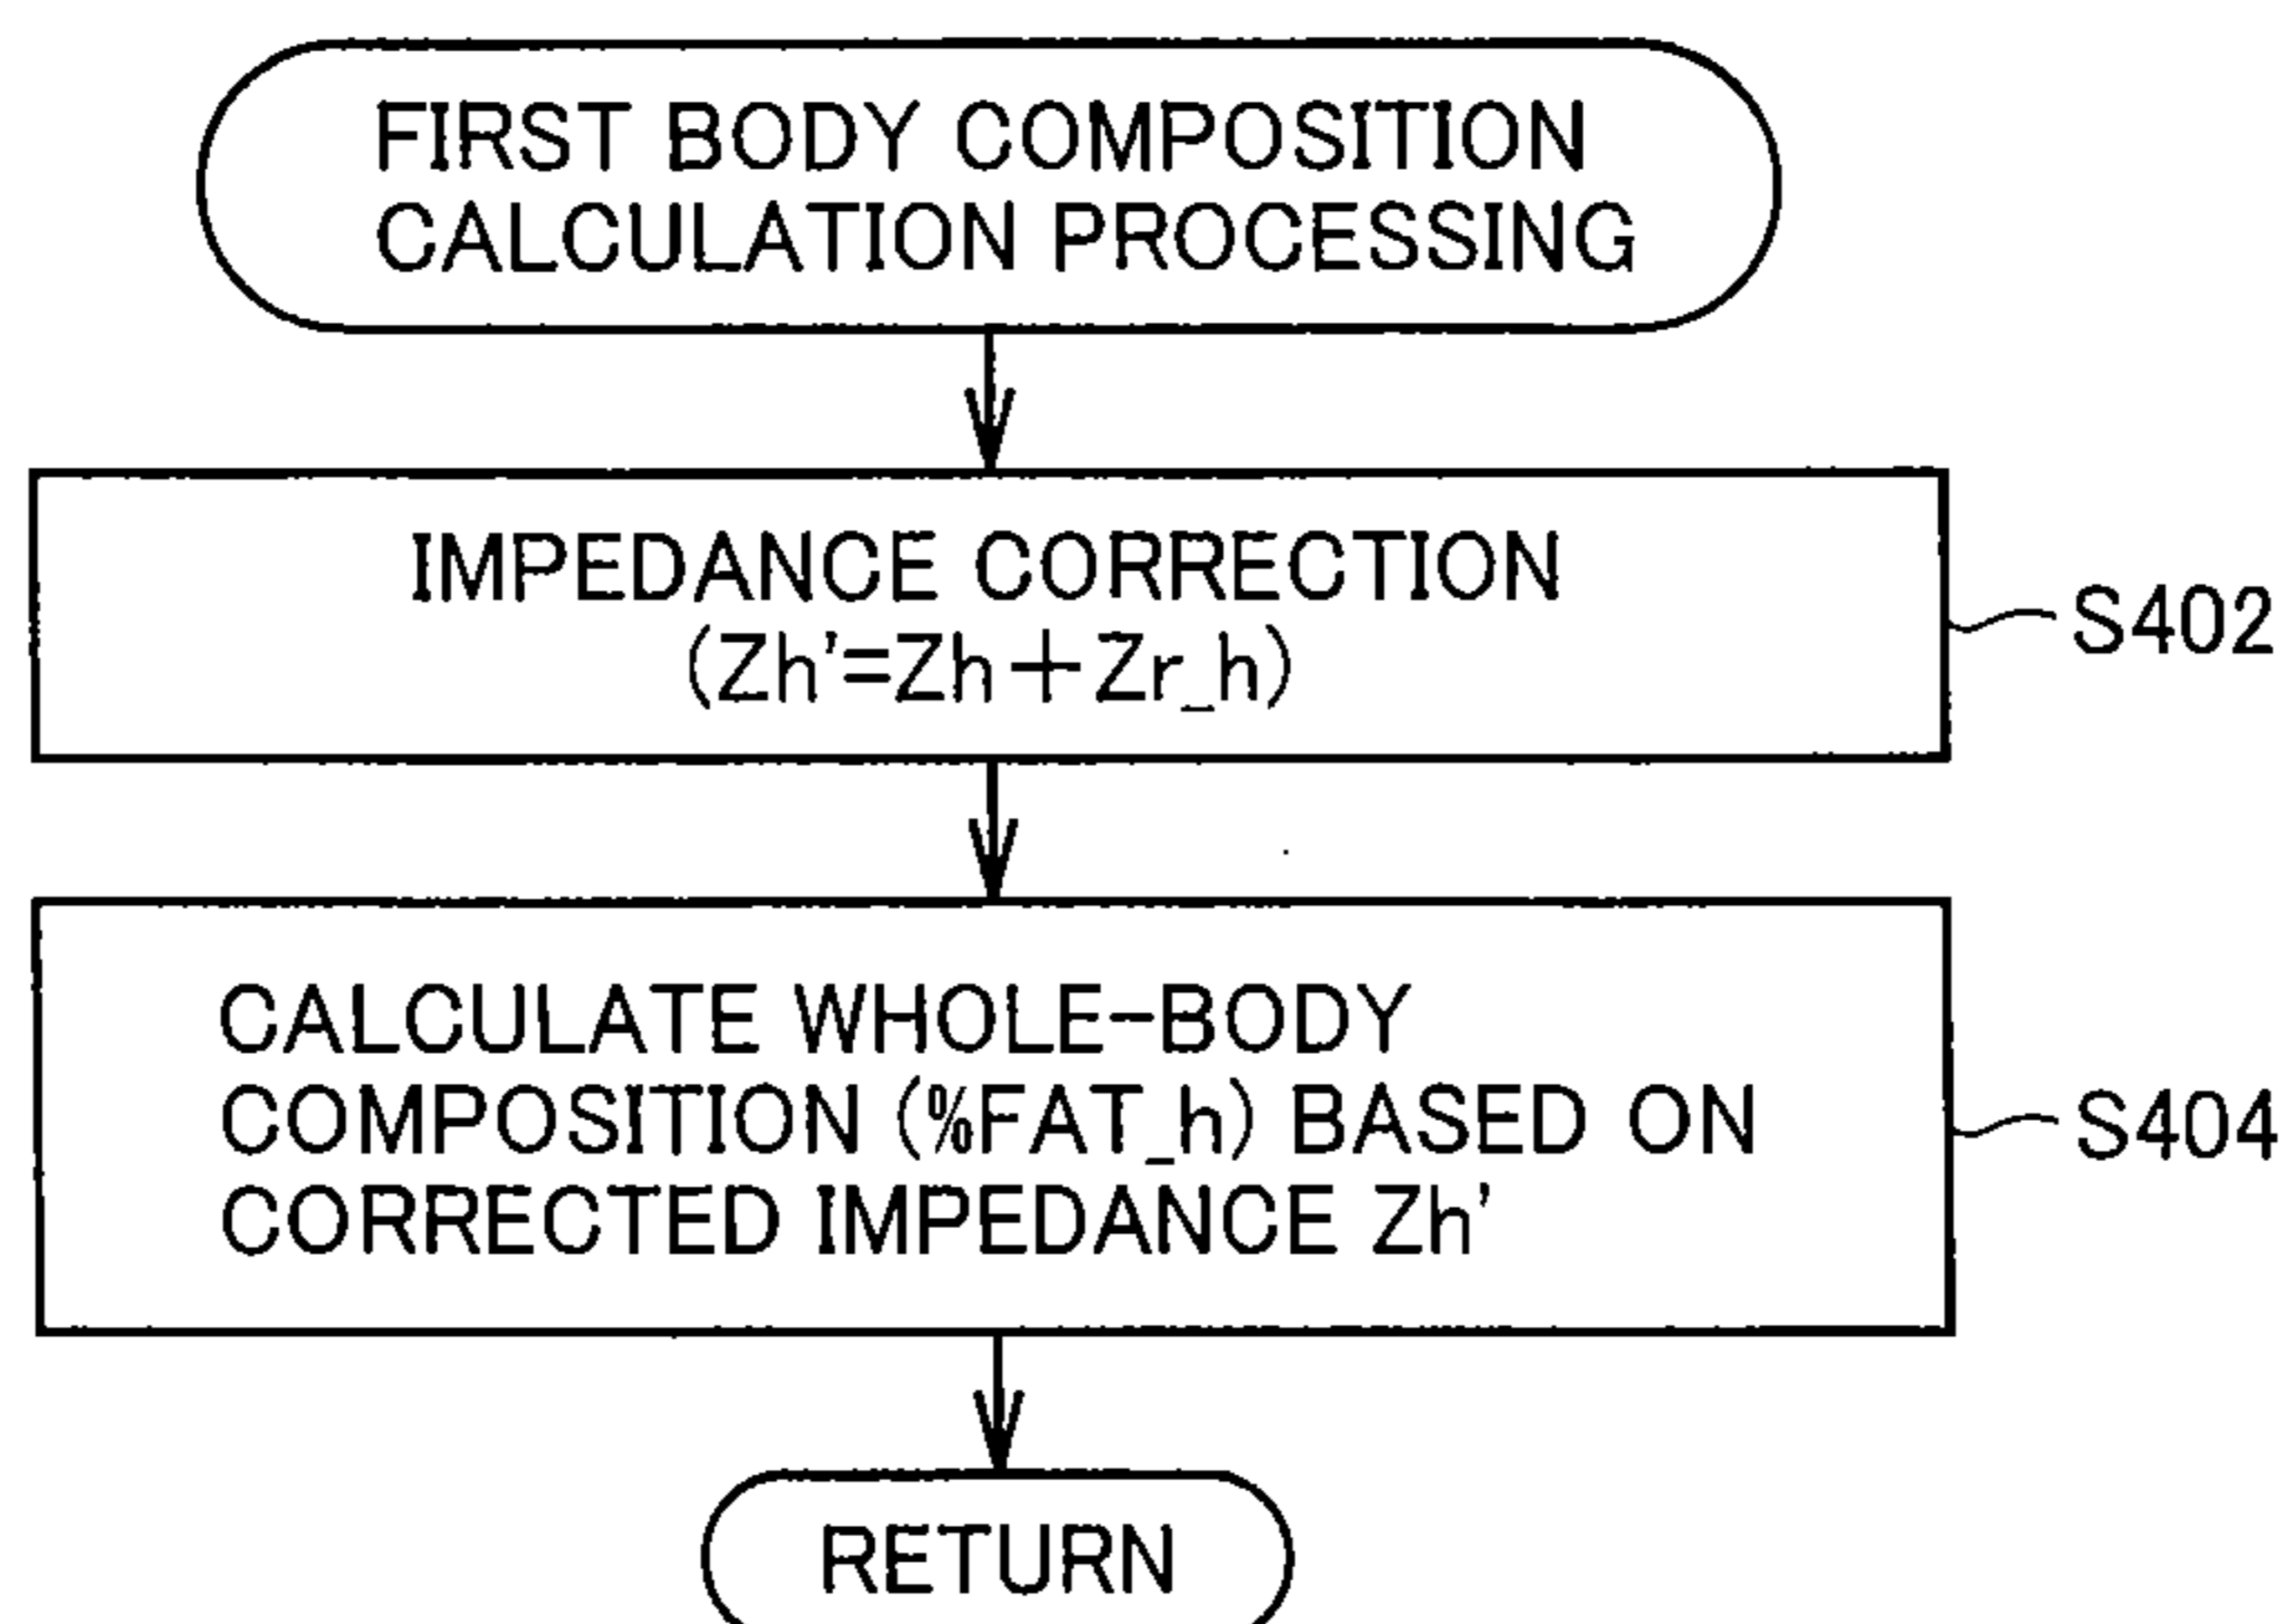 FIRST BODY COMPOSITION
CALCULATION PROCESSING
IMPEDANCE CORRECTION
(Zh'=Zh+Zr_h)
S402
CALCULATE WHOLE-BODY
COMPOSITION (%FAT_h) BASED ON
CORRECTED IMPEDANCE Zh'
S404
RETURN